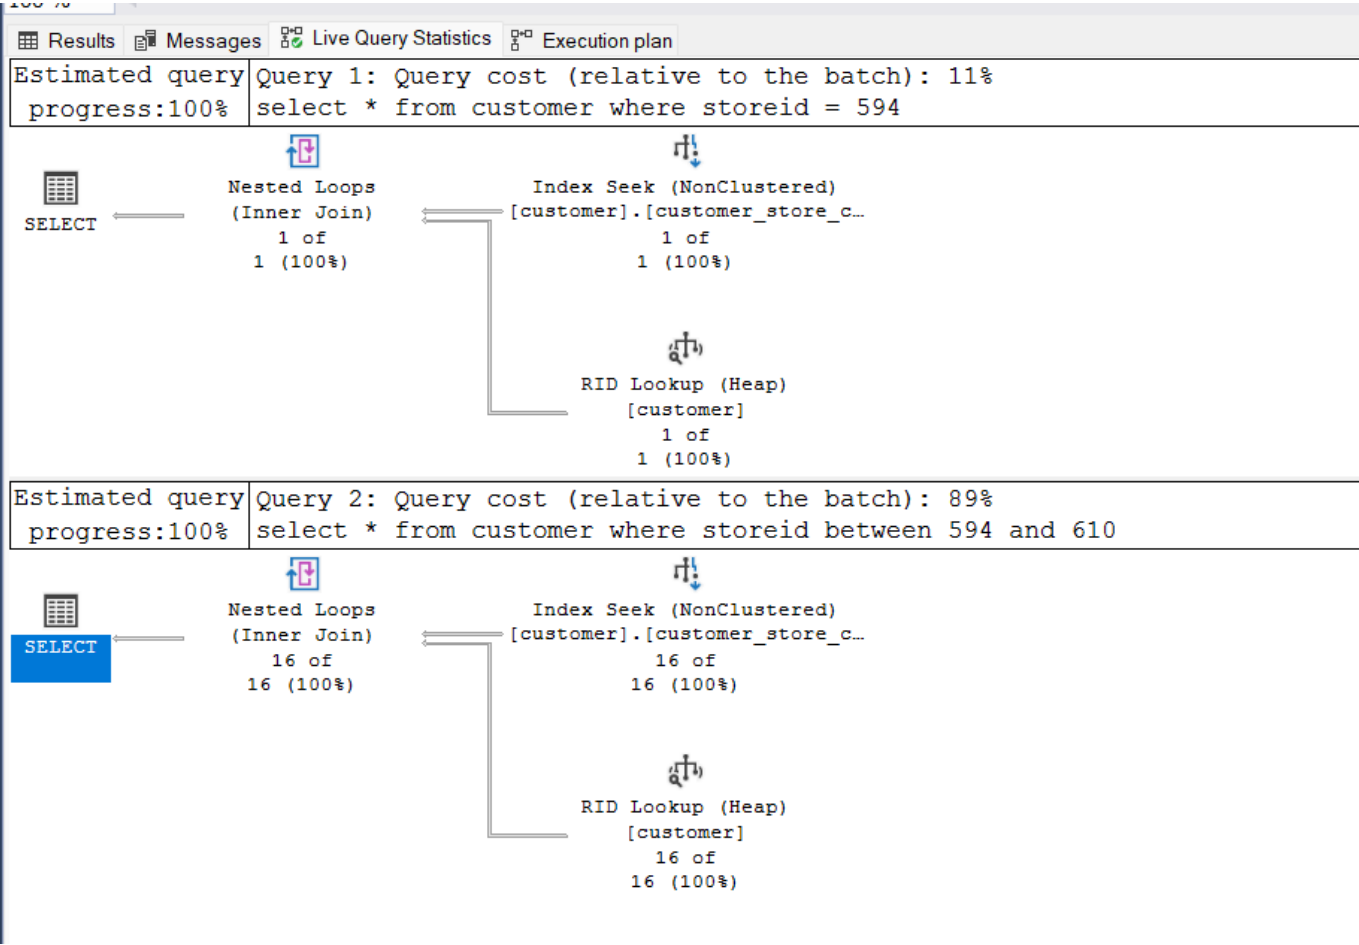 100 %
Results Messages Live Query Statistics Execution plan
Estimated query progress:100%
Query 1: Query cost (relative to the batch): 11%
select * from customer where storeid = 594
SELECT
Nested Loops
(Inner Join)
1 of
1 (100%)
Index Seek (NonClustered)
[customer].[customer_store_c…
1 of
1 (100%)
RID Lookup (Heap)
[customer]
1 of
1 (100%)
Estimated query progress:100%
Query 2: Query cost (relative to the batch): 89%
select * from customer where storeid between 594 and 610
SELECT
Nested Loops
(Inner Join)
16 of
16 (100%)
Index Seek (NonClustered)
[customer].[customer_store_c…
16 of
16 (100%)
RID Lookup (Heap)
[customer]
16 of
16 (100%)